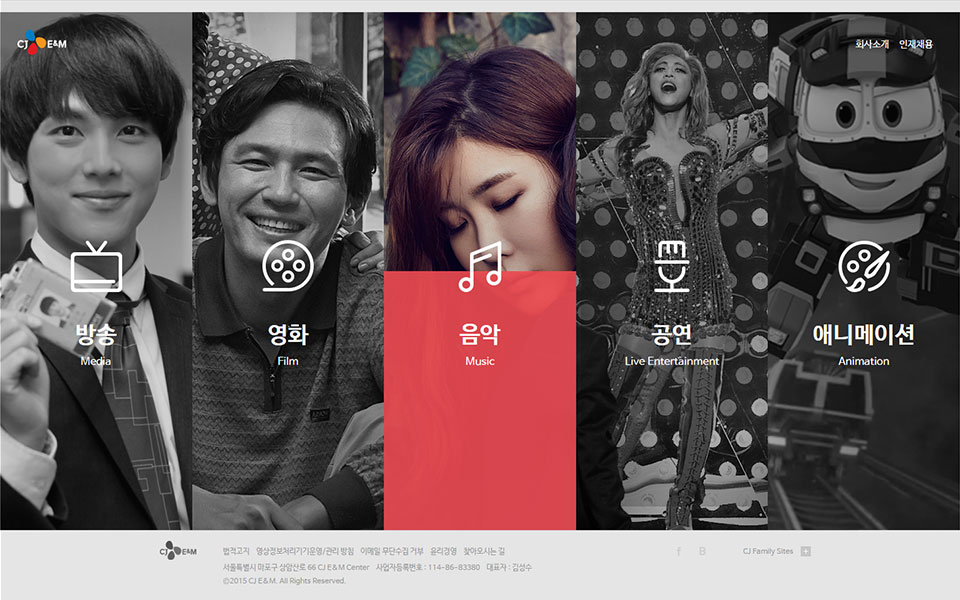 CJ E&M
회사소개 인재채용
방송
Media
영화
Film
음악
Music
공연
Live Entertainment
애니메이션
Animation
CJ E&M
법적고지 영상정보처리기기운영/관리 방침 이메일 무단수집 거부 윤리경영 찾아오시는 길
서울특별시 마포구 상암산로 66 CJ E&M Center 사업자등록번호 : 114-86-83380 대표자 : 김성수
©2015 CJ E&M. All Rights Reserved.
f B
CJ Family Sites +